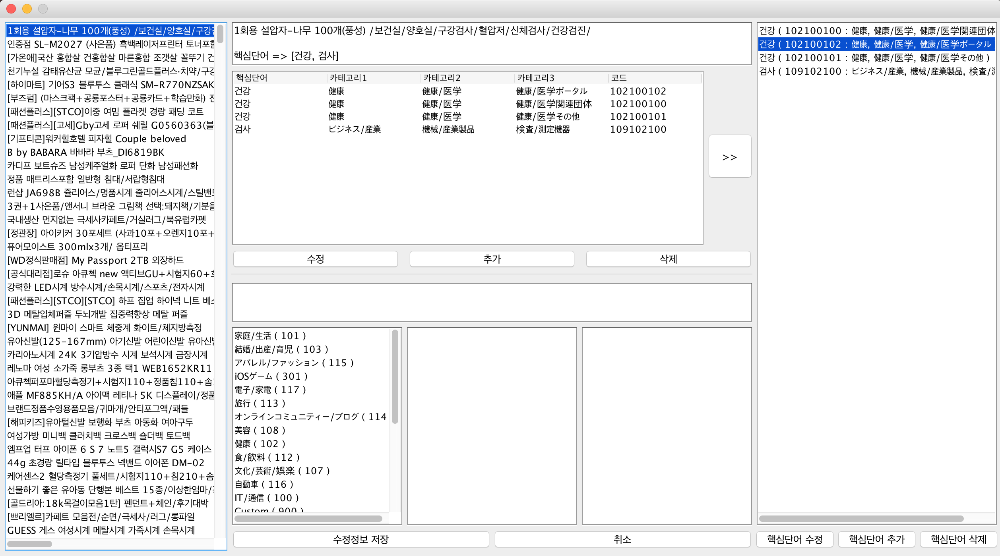 1회용 설압자-나무 100개(풍성) /보건실/양호실/구강
인증점 SL-M2027 (사은품) 흑백레이저프린터 토너포함
[가온애]국산 홍합살 건홍합살 마른홍합 조갯살 꼴뚜기 건
천기누설 감태유산균 모균/블루그린골드플러스·치약/구강
[하이마트] 기어S3 블루투스 클래식 SM-R770NZSAK
[부즈펌] (마스크팩+공룡포스터+공룡카드+학습만화)
[패션플러스][STCO]이중 여밈 플라켓 경량 패딩 코트
[패션플러스][고세]Gby고세 로퍼 쉐릴 G0560363(블
[기프티콘]워커힐호텔 피자힐 Couple beloved
B by BABARA 바바라 부츠_DI6819BK
카디프 보트슈즈 남성케주얼화 로퍼 단화 남성패션화
정품 매트리스포함 일반형 침대/서랍형침대
런샵 JA698B 쥴리어스/명품시계 줄리어스시계/스틸밴드
3권+1사은품/앤서니 브라운 그림책 선택:돼지책/기분을
국내생산 먼지없는 극세사카페트/거실러그/북유럽카펫
[정관장] 아이키커 30포세트 (사과10포+오렌지10포+
퓨어모이스트 300mlx3개/ 옵티프리
[WD정식판매점] My Passport 2TB 외장하드
[공식대리점]로슈 아큐첵 new 액티브GU+시험지60+
강력한 LED시계 방수시계/손목시계/스포츠/전자시계
[패션플러스][STCO][STCO] 하프 집업 하이넥 니트 베스
3D 메탈입체퍼즐 두뇌개발 집중력향상 메탈 퍼즐
[YUNMAI] 윈마이 스마트 체중계 화이트/체지방측정
유아신발(125-167mm) 아기신발 어린이신발 유아신발
카리아노시계 24K 3기압방수 시계 보석시계 금장시계
레노마 여성 소가죽 롱부츠 3종 택1 WEB1652KR11
아큐첵퍼포마혈당측정기+시험지110+정품침110+솜
애플 MF885KH/A 아이맥 레티나 5K 디스플레이/정품
브랜드정품수영용품모음/귀마개/안티포그액/패들
[해피키즈]유아털신발 보행화 부츠 아동화 여아구두
여성가방 미니백 클러치백 크로스백 숄더백 토드백
엠프업 터프 아이폰 6 S 7 노트5 갤럭시S7 G5 케이스
44g 초경량 릴타입 블루투스 넥밴드 이어폰 DM-02
케어센스2 혈당측정기 풀세트/시험지110+침210+솜
선물하기 좋은 유아동 단행본 베스트 15종/이상한엄마/
[골드리아:18k목걸이모음1탄] 펜던트+체인/후기대박
[쁘리엘르]카페트 모음전/순면/극세사/러그/롱파일
GUESS 게스 여성시계 메탈시계 가죽시계 손목시계
1회용 설압자-나무 100개(풍성) /보건실/양호실/구강검사/혈압저/신체검사/건강검진/
핵심단어 => [건강, 검사]
핵심단어 카테고리1 카테고리2 카테고리3 코드
건강 健康 健康/医学 健康/医学ポータル 102100102
건강 健康 健康/医学 健康/医学関連団体 102100100
건강 健康 健康/医学 健康/医学その他 102100101
검사 ビジネス/産業 機械/産業製品 検査/測定機器 109102100
>>
수정 추가 삭제
家庭/生活 ( 101 )
結婚/出産/育児 ( 103 )
アパレル/ファッション ( 115 )
iOSゲーム ( 301 )
電子/家電 ( 117 )
旅行 ( 113 )
オンラインコミュニティー/ブログ ( 114
美容 ( 108 )
健康 ( 102 )
食/飲料 ( 112 )
文化/芸術/娯楽 ( 107 )
自動車 ( 116 )
IT/通信 ( 100 )
Custom ( 900 )
수정정보 저장 취소
건강 ( 102100100 : 健康, 健康/医学, 健康/医学関連団体
건강 ( 102100102 : 健康, 健康/医学, 健康/医学ポータル )
건강 ( 102100101 : 健康, 健康/医学, 健康/医学その他 )
검사 ( 109102100 : ビジネス/産業, 機械/産業製品, 検査/
핵심단어 수정 핵심단어 추가 핵심단어 삭제